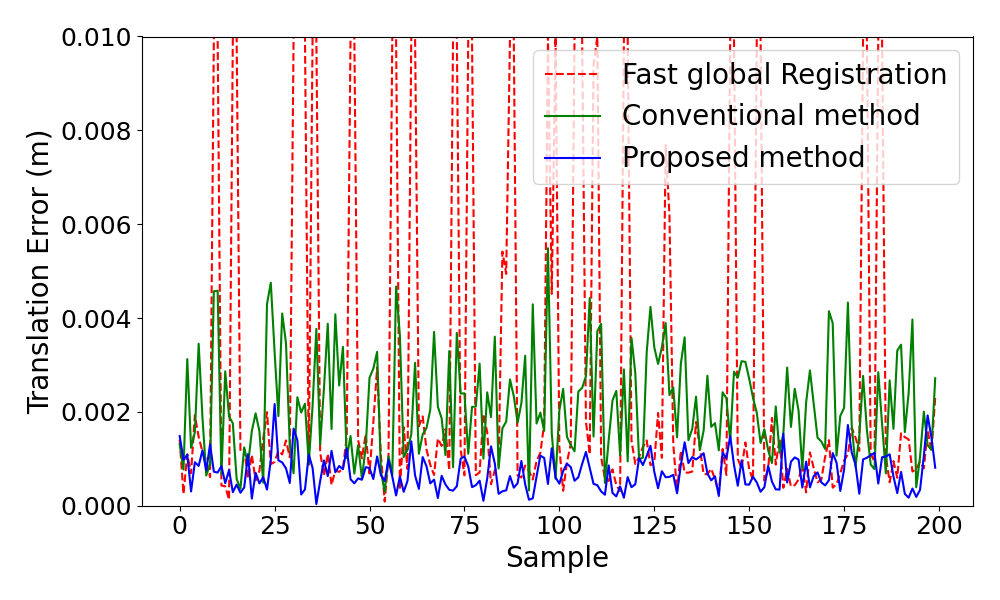 0.010
0.008
0.006
0.004
0.002
0.000
Translation Error (m)
Fast global Registration
Conventional method
Proposed method
0 25 50 75 100 125 150 175 200
Sample